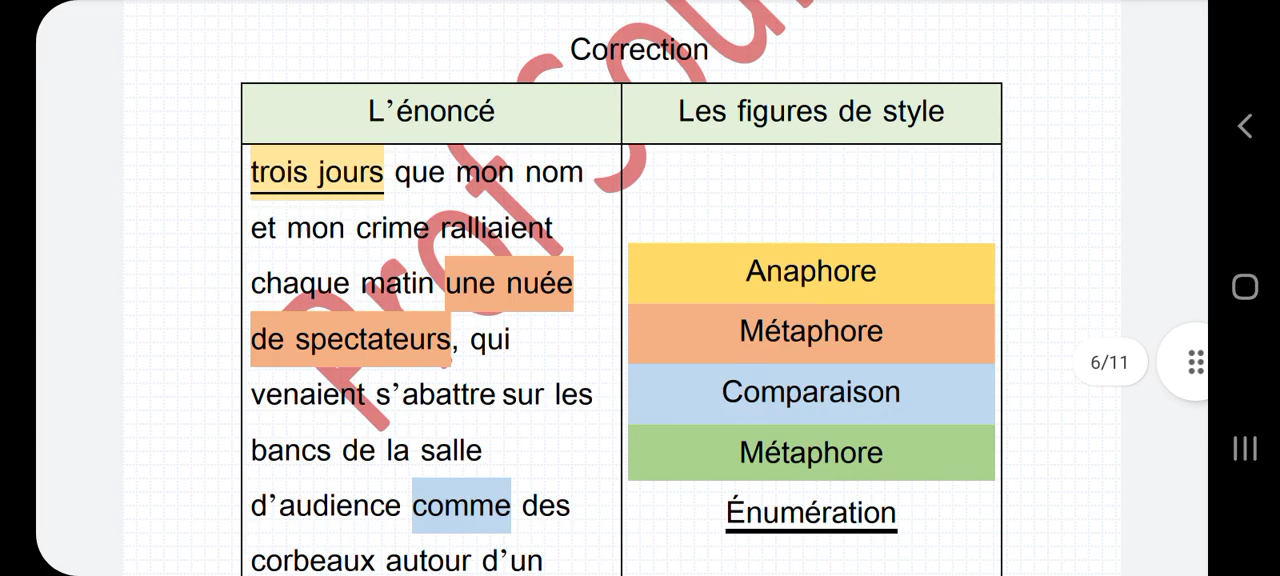 Correction
L’énoncé
Les figures de style
trois jours que mon nom
et mon crime ralliaient
chaque matin une nuée
de spectateurs, qui
venaient s’abattre sur les
bancs de la salle
d’audience comme des
corbeaux autour d’un
Anaphore
Métaphore
Comparaison
Métaphore
Énumération
6/11